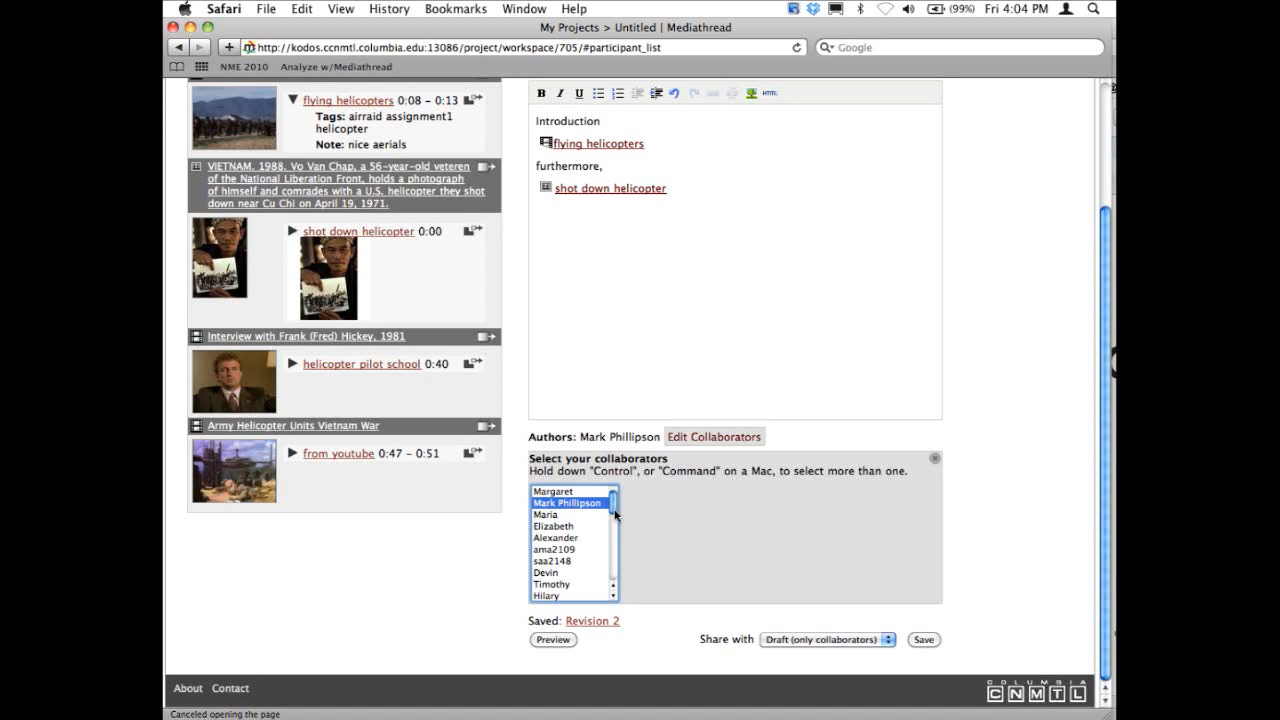 Safari File Edit View History Bookmarks Window Help (99%) Fri 4:04 PM
My Projects > Untitled | Mediathread
http://kodos.ccnmtl.columbia.edu:13086/project/workspace/705/#participant_list
Google
NME 2010 Analyze w/Mediathread
flying helicopters 0:08 - 0:13
Tags: airraid assignment1
helicopter
Note: nice aerials
VIETNAM. 1988. Vo Van Chap, a 56-year-old veteren
of the National Liberation Front, holds a photograph
of himself and comrades with a U.S. helicopter they shot
down near Cu Chi on April 19, 1971.
shot down helicopter 0:00
Interview with Frank (Fred) Hickey, 1981
helicopter pilot school 0:40
Army Helicopter Units Vietnam War
from youtube 0:47 - 0:51
B I U HTML
Introduction
flying helicopters
furthermore,
shot down helicopter
Authors: Mark Phillipson Edit Collaborators
Select your collaborators
Hold down "Control", or "Command" on a Mac, to select more than one.
Margaret
Mark Phillipson
Maria
Elizabeth
Alexander
ama2109
saa2148
Devin
Timothy
Hilary
Saved: Revision 2
Preview Share with Draft (only collaborators) Save
About Contact
COLUMBIA
CNMTL
Canceled opening the page